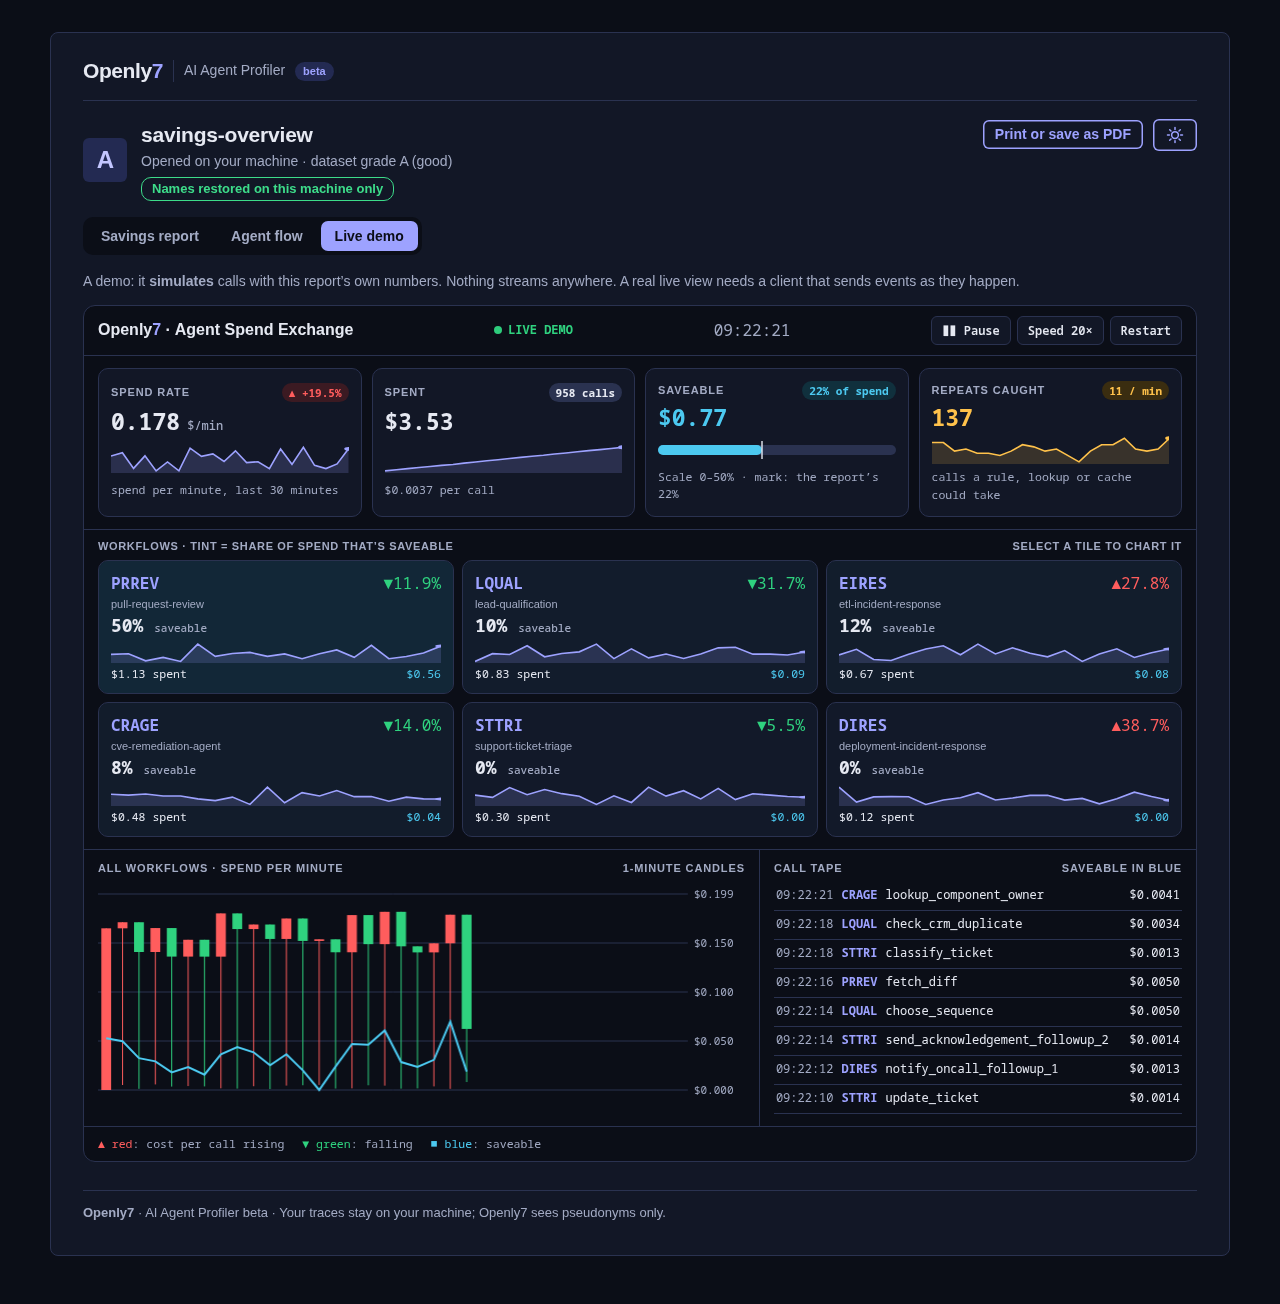 Openly7 AI Agent Profiler beta
A
savings-overview
Opened on your machine · dataset grade A (good)
Names restored on this machine only
Print or save as PDF
Savings report Agent flow Live demo
A demo: it simulates calls with this report's own numbers. Nothing streams anywhere. A real live view needs a client that sends events as they happen.
Openly7 · Agent Spend Exchange
LIVE DEMO
09:22:21
Pause Speed 20× Restart
SPEND RATE ▲ +19.5%
0.178 $/min
spend per minute, last 30 minutes
SPENT 958 calls
$3.53
$0.0037 per call
SAVEABLE 22% of spend
$0.77
Scale 0–50% · mark: the report’s
22%
REPEATS CAUGHT 11 / min
137
calls a rule, lookup or cache
could take
WORKFLOWS · TINT = SHARE OF SPEND THAT’S SAVEABLE
SELECT A TILE TO CHART IT
PRREV ▼11.9%
pull-request-review
50% saveable
$1.13 spent $0.56
LQUAL ▼31.7%
lead-qualification
10% saveable
$0.83 spent $0.09
EIRES ▲27.8%
etl-incident-response
12% saveable
$0.67 spent $0.08
CRAGE ▼14.0%
cve-remediation-agent
8% saveable
$0.48 spent $0.04
STTRI ▼5.5%
support-ticket-triage
0% saveable
$0.30 spent $0.00
DIRES ▲38.7%
deployment-incident-response
0% saveable
$0.12 spent $0.00
ALL WORKFLOWS · SPEND PER MINUTE 1-MINUTE CANDLES
$0.199
$0.150
$0.100
$0.050
$0.000
CALL TAPE SAVEABLE IN BLUE
09:22:21 CRAGE lookup_component_owner $0.0041
09:22:18 LQUAL check_crm_duplicate $0.0034
09:22:18 STTRI classify_ticket $0.0013
09:22:16 PRREV fetch_diff $0.0050
09:22:14 LQUAL choose_sequence $0.0050
09:22:14 STTRI send_acknowledgement_followup_2 $0.0014
09:22:12 DIRES notify_oncall_followup_1 $0.0013
09:22:10 STTRI update_ticket $0.0014
▲ red: cost per call rising ▼ green: falling ■ blue: saveable
Openly7 · AI Agent Profiler beta · Your traces stay on your machine; Openly7 sees pseudonyms only.